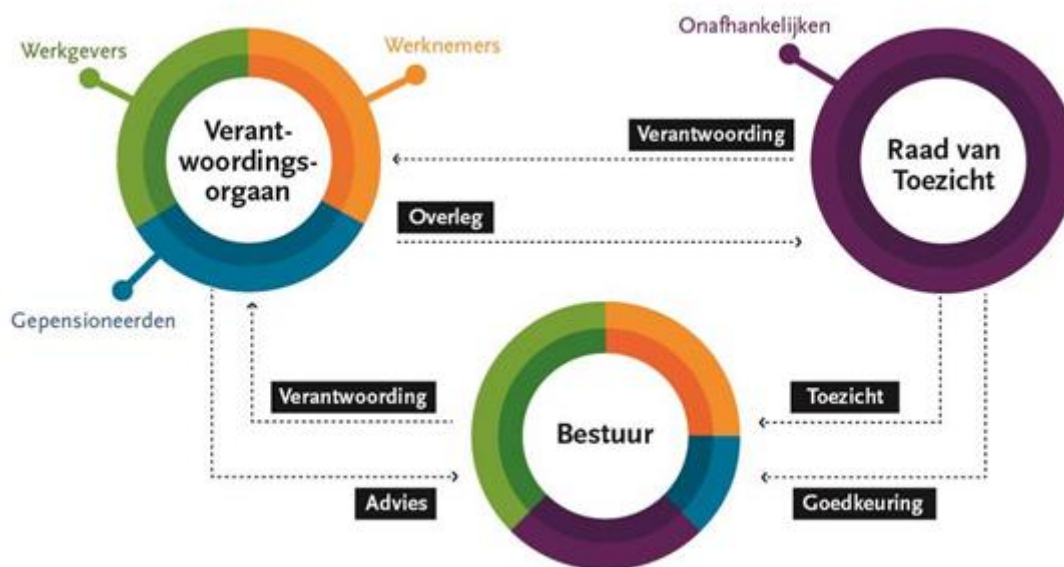 Werkgevers
Werknemers
Verant-
woordings-
orgaan
Gepensioneerden
Onafhankelijken
Raad van
Toezicht
Verantwoording
Overleg
Verantwoording
Advies
Bestuur
Toezicht
Goedkeuring